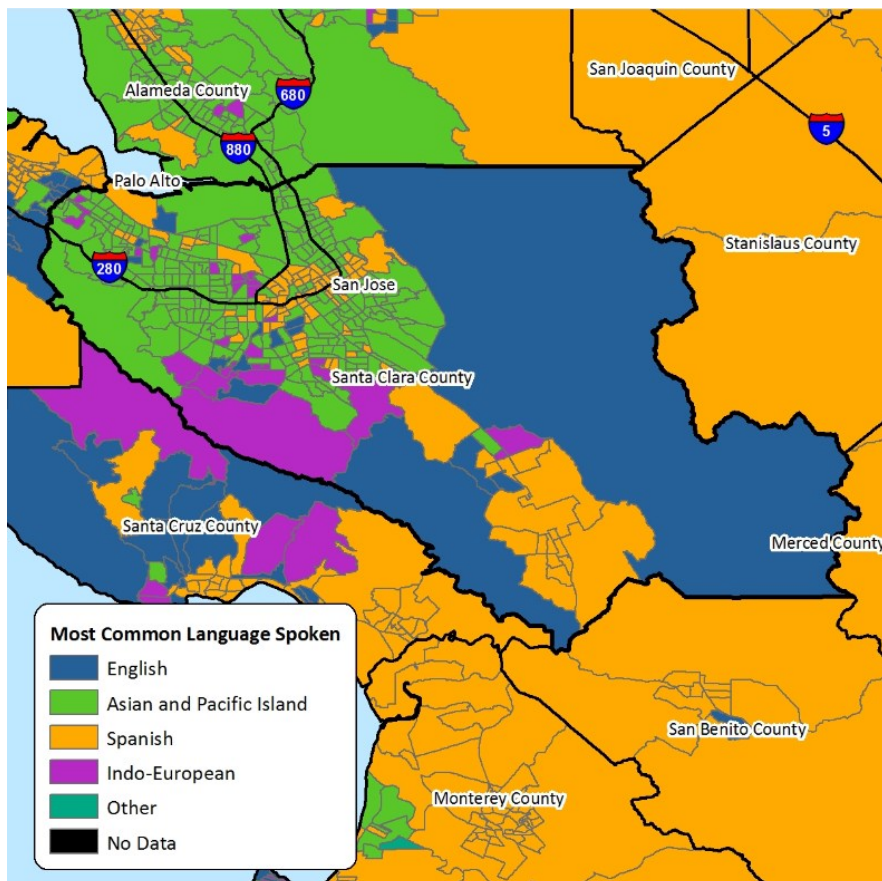 San Joaquin County
Alameda County
680
5
880
Palo Alto
Stanislaus County
280
San Jose
Santa Clara County
Santa Cruz County
Merced County
Most Common Language Spoken
English
Asian and Pacific Island
Spanish
Indo-European
Other
No Data
San Benito County
Monterey County